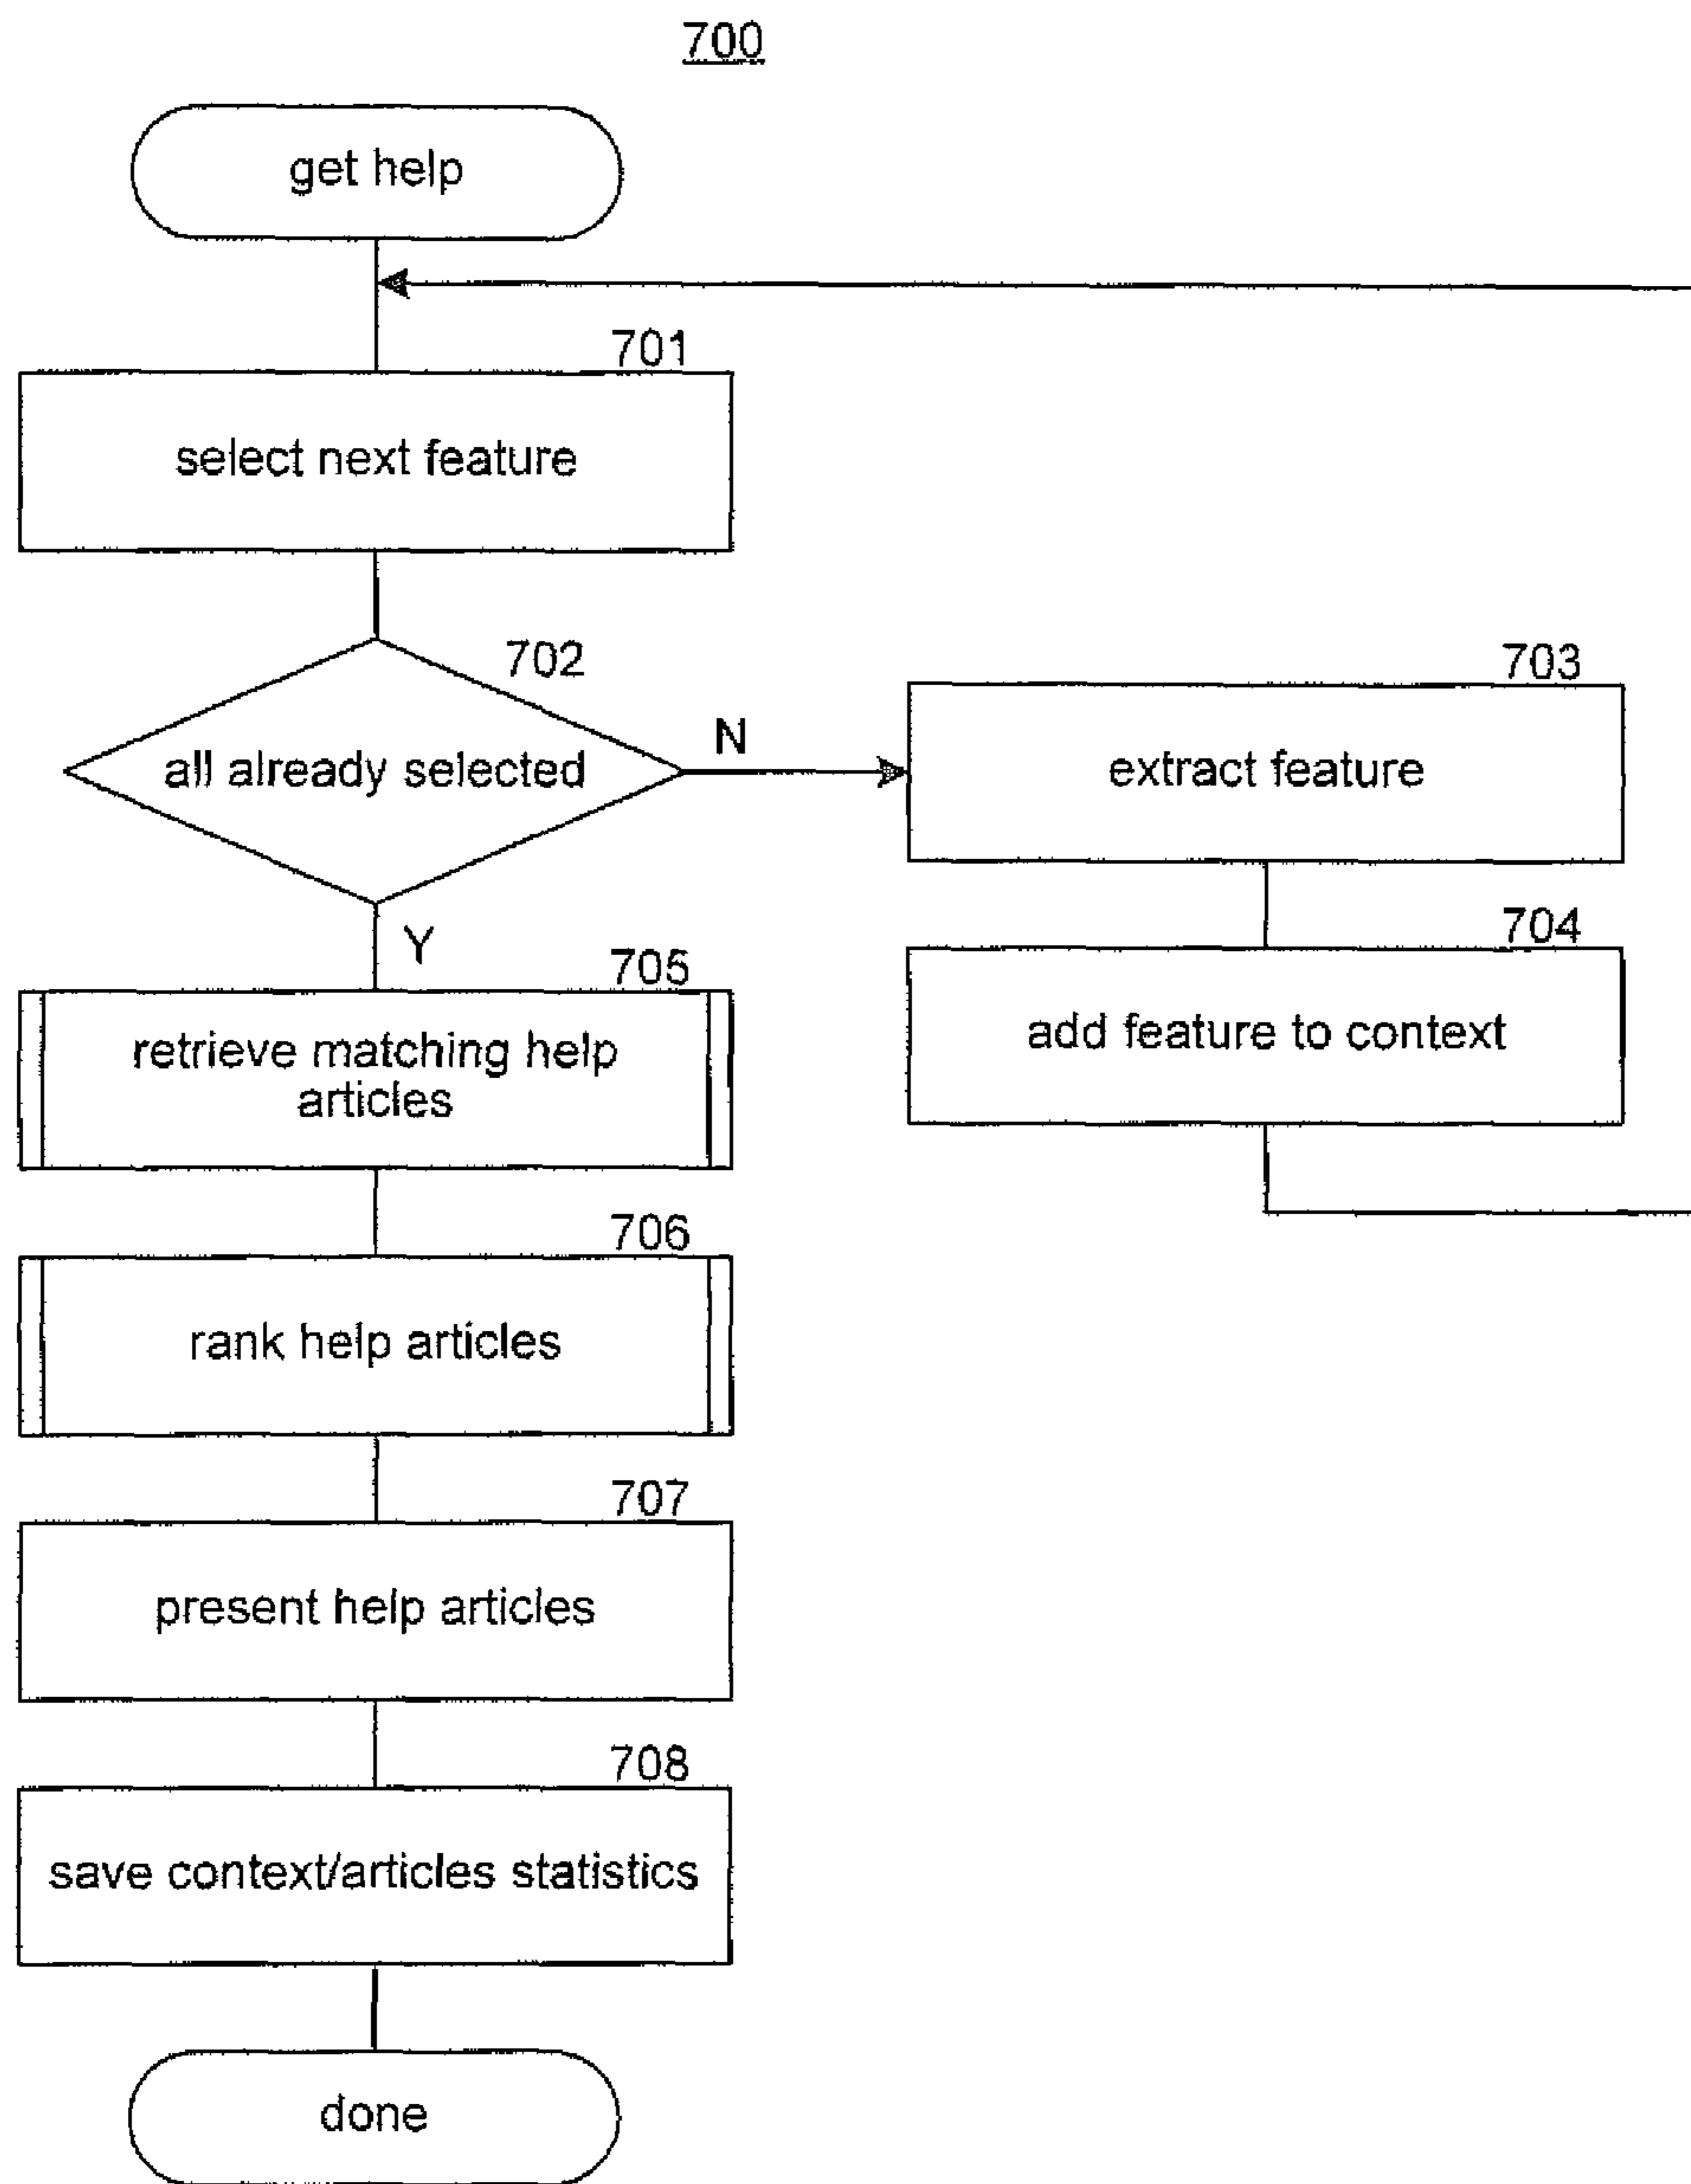 700
get help
701
select next feature
702
all already selected
N
703
extract feature
704
add feature to context
Y
705
retrieve matching help
articles
706
rank help articles
707
present help articles
708
save context/articles statistics
done